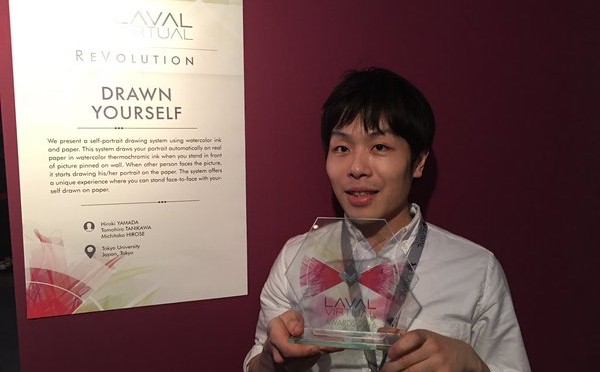 LAVAL
VIRTUAL
REVOLUTION
DRAWN
YOURSELF
We present a self-portrait drawing system using watercolor ink
and paper. This system draws your portrait automatically on real
paper in watercolor thermochromic ink when you stand in front
of picture pinned on wall. When other person faces the picture,
it starts drawing his/her portrait on the paper. The system offers
a unique experience where you can stand face-to-face with your-
self drawn on paper.
Hiroki YAMADA
Tomohiro TANIKAWA
Michitaka HIROSE
Tokyo University
Japan, Tokyo
LAVAL
VIRTUAL
AWARDS